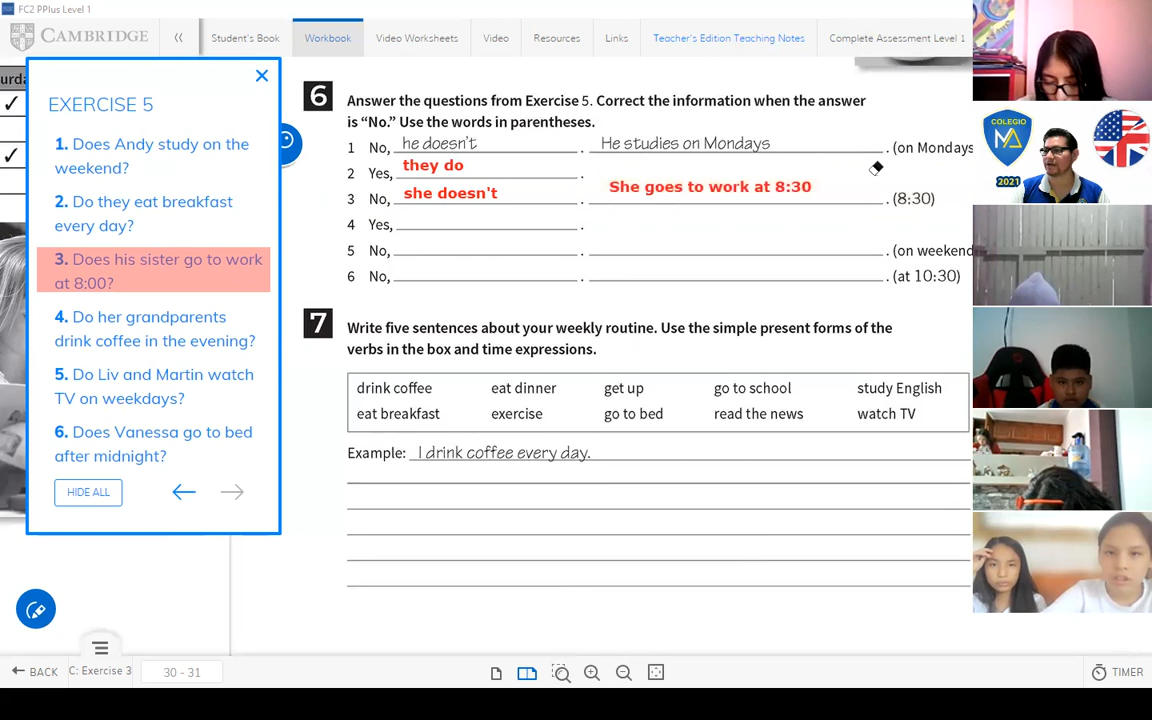 FC2 PPlus Level 1
CAMBRIDGE
Student's Book
Workbook
Video Worksheets
Video
Resources
Links
Teacher's Edition Teaching Notes
Complete Assessment Level 1
EXERCISE 5
1. Does Andy study on the
weekend?
2. Do they eat breakfast
every day?
3. Does his sister go to work
at 8:00?
4. Do her grandparents
drink coffee in the evening?
5. Do Liv and Martin watch
TV on weekdays?
6. Does Vanessa go to bed
after midnight?
HIDE ALL
6 Answer the questions from Exercise 5. Correct the information when the answer
is “No.” Use the words in parentheses.
1 No, he doesn't . He studies on Mondays . (on Mondays
2 Yes, they do .
3 No, she doesn't . She goes to work at 8:30 . (8:30)
4 Yes, .
5 No, . . (on weekend
6 No, . . (at 10:30)
7 Write five sentences about your weekly routine. Use the simple present forms of the
verbs in the box and time expressions.
drink coffee eat dinner get up go to school study English
eat breakfast exercise go to bed read the news watch TV
Example: I drink coffee every day.
COLEGIO
MA
2021
BACK
C: Exercise 3
30 - 31
TIMER